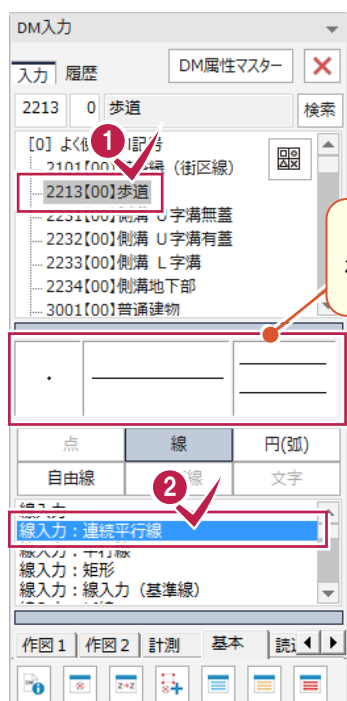 DM入力
入力 履歴 DM属性マスター
2213 0 歩道 検索
[0] よく使
1
2101【00】 (街区線)
2213【00】歩道
2231【00】側溝 U字溝無蓋
2232【00】側溝 U字溝有蓋
2233【00】側溝 L字溝
2234【00】側溝地下部
3001【00】普通建物
点 線 円(弧)
自由線 文字
2
線入力
線入力：連続平行線
線入力：平行線
線入力：矩形
線入力：線入力（基準線）
作図1 作図2 計測 基本